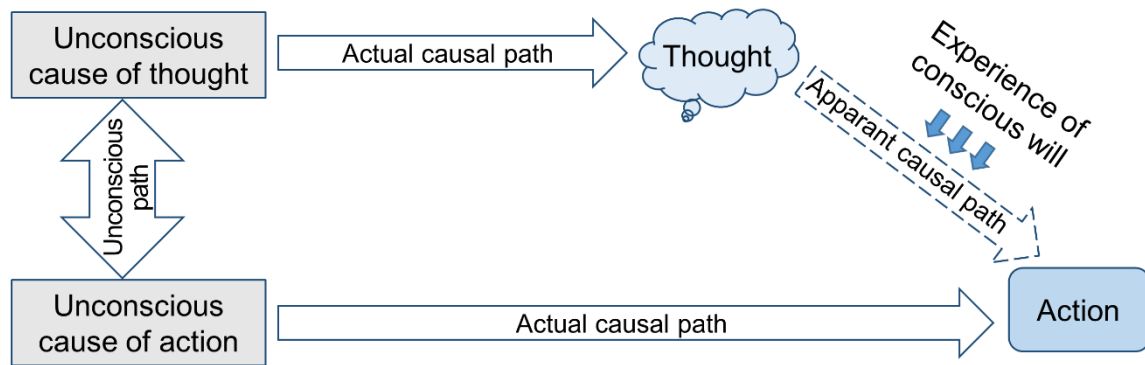 Unconscious
cause of thought
Actual causal path
Thought
Experience of
conscious will
Apparant causal path
Unconscious
path
Unconscious
cause of action
Actual causal path
Action